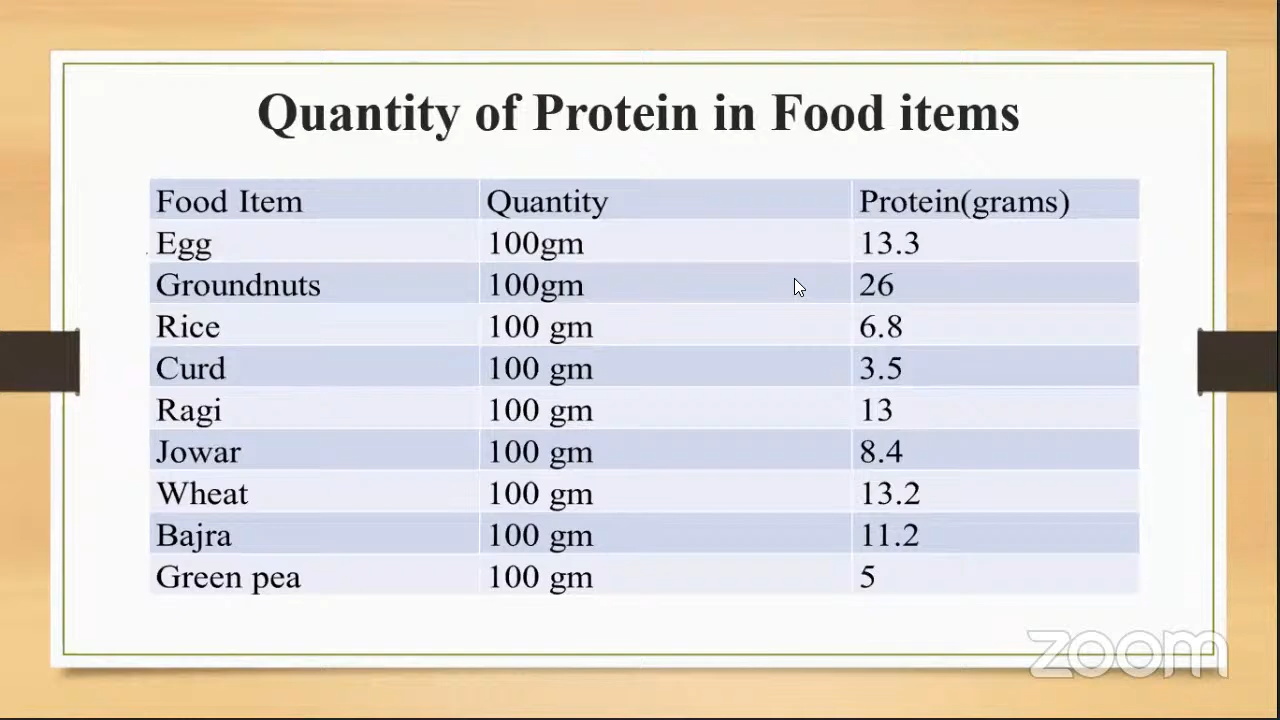 Quantity of Protein in Food items
Food Item Quantity Protein(grams)
Egg 100gm 13.3
Groundnuts 100gm 26
Rice 100 gm 6.8
Curd 100 gm 3.5
Ragi 100 gm 13
Jowar 100 gm 8.4
Wheat 100 gm 13.2
Bajra 100 gm 11.2
Green pea 100 gm 5
zoom